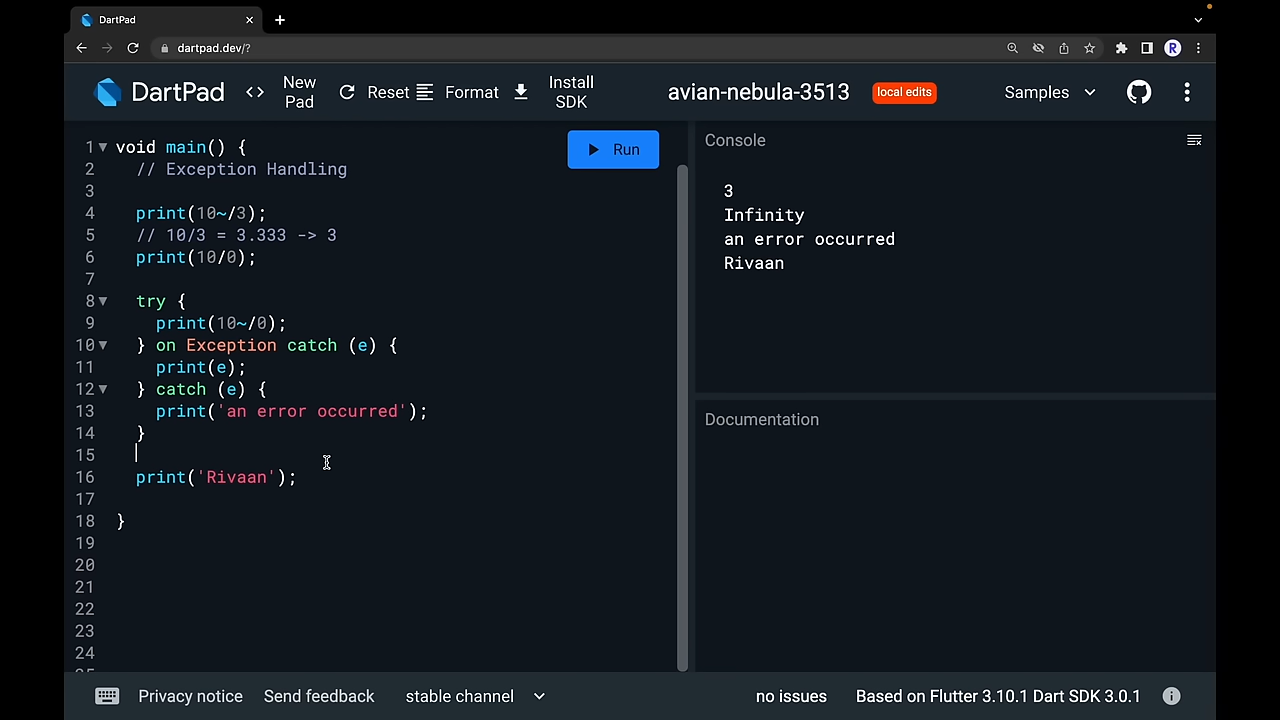 DartPad
dartpad.dev/?
R
DartPad
New Pad
Reset
Format
Install SDK
avian-nebula-3513
local edits
Samples
1 void main() {
2 // Exception Handling
3
4 print(10~/3);
5 // 10/3 = 3.333 -> 3
6 print(10/0);
7
8 try {
9 print(10~/0);
10 } on Exception catch (e) {
11 print(e);
12 } catch (e) {
13 print('an error occurred');
14 }
15
16 print('Rivaan');
17
18 }
19
20
21
22
23
24
25
Run
Console
3
Infinity
an error occurred
Rivaan
Documentation
Privacy notice
Send feedback
stable channel
no issues
Based on Flutter 3.10.1 Dart SDK 3.0.1